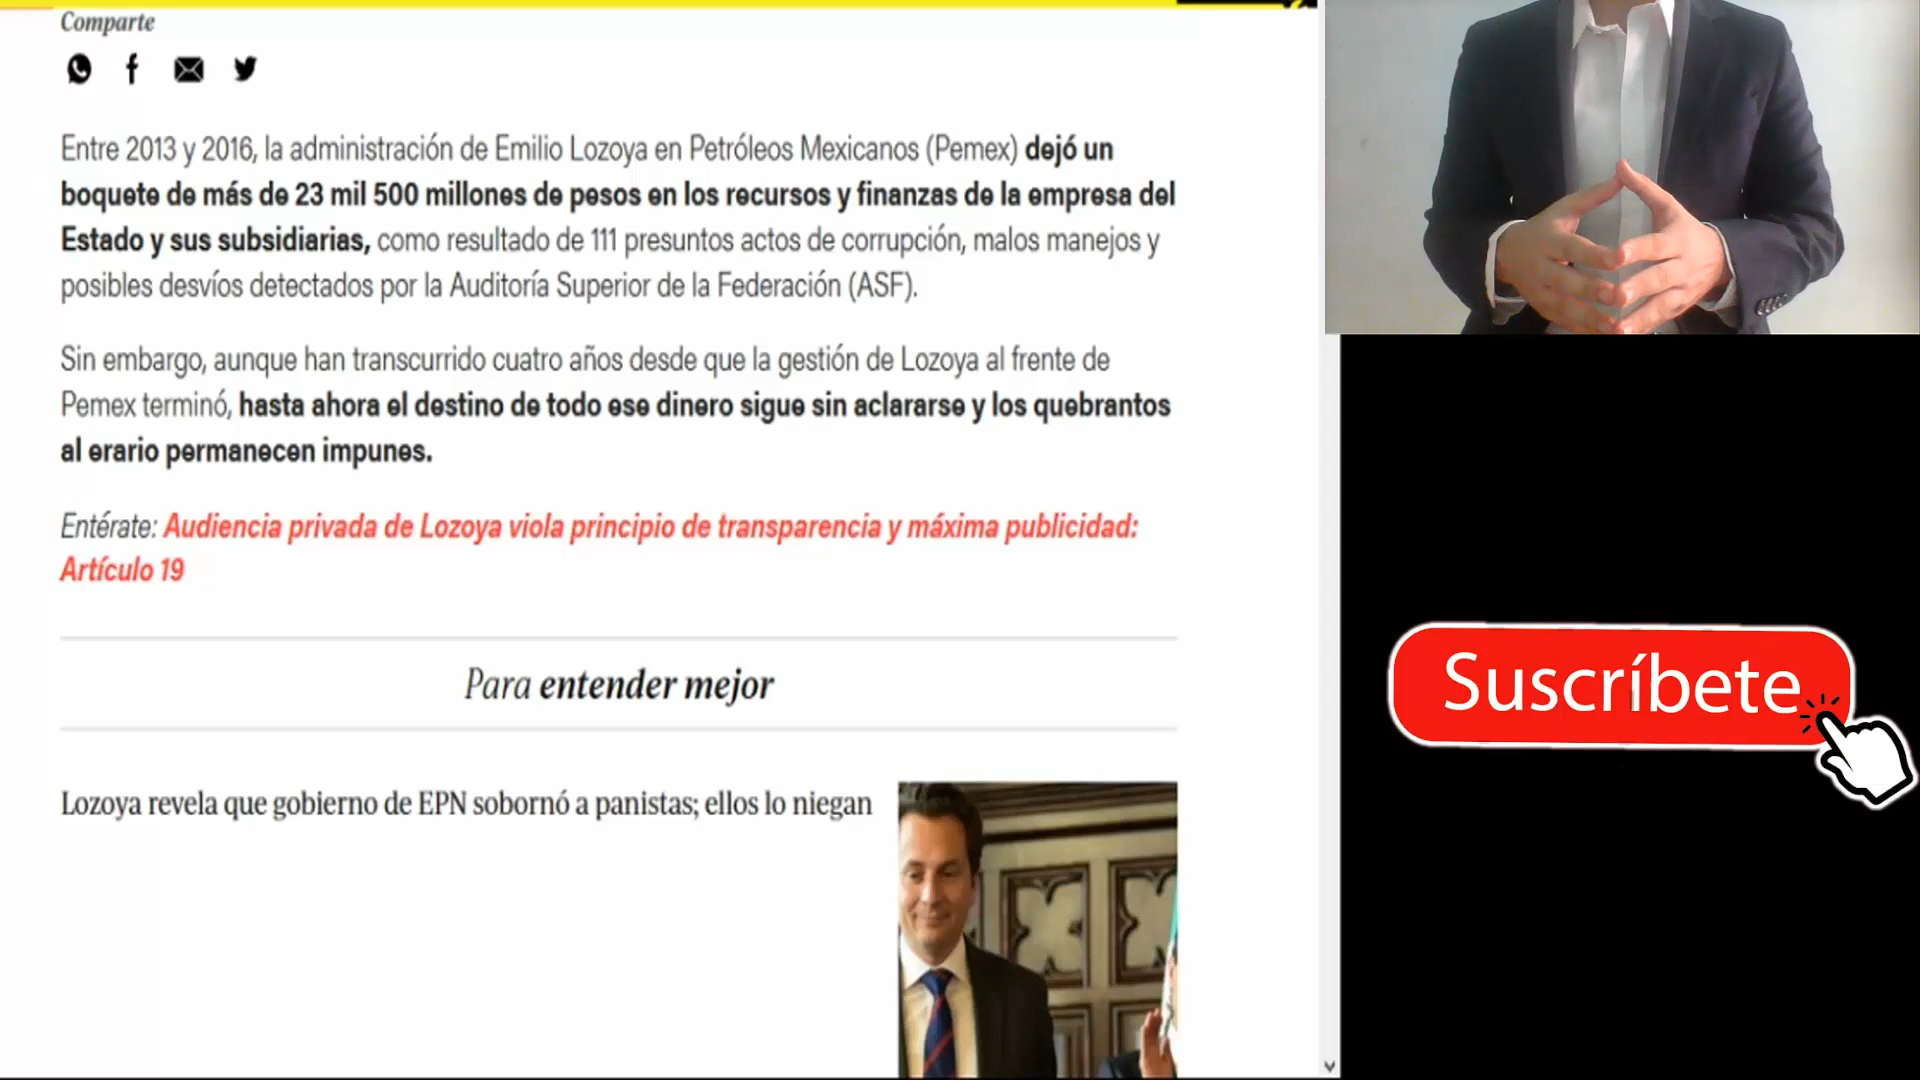 Comparte
Entre 2013 y 2016, la administración de Emilio Lozoya en Petróleos Mexicanos (Pemex) dejó un
boquete de más de 23 mil 500 millones de pesos en los recursos y finanzas de la empresa del
Estado y sus subsidiarias, como resultado de 111 presuntos actos de corrupción, malos manejos y
posibles desvíos detectados por la Auditoría Superior de la Federación (ASF).
Sin embargo, aunque han transcurrido cuatro años desde que la gestión de Lozoya al frente de
Pemex terminó, hasta ahora el destino de todo ese dinero sigue sin aclararse y los quebrantos
al erario permanecen impunes.
Entérate: Audiencia privada de Lozoya viola principio de transparencia y máxima publicidad:
Artículo 19
Para entender mejor
Lozoya revela que gobierno de EPN sobornó a panistas; ellos lo niegan
Suscríbete